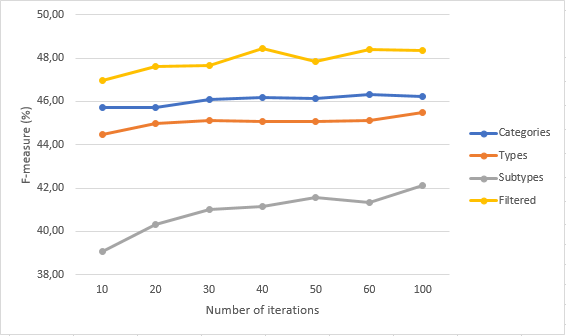 50,00
48,00
46,00
44,00
42,00
40,00
38,00
F-measure (%)
10 20 30 40 50 60 100
Number of iterations
Categories
Types
Subtypes
Filtered